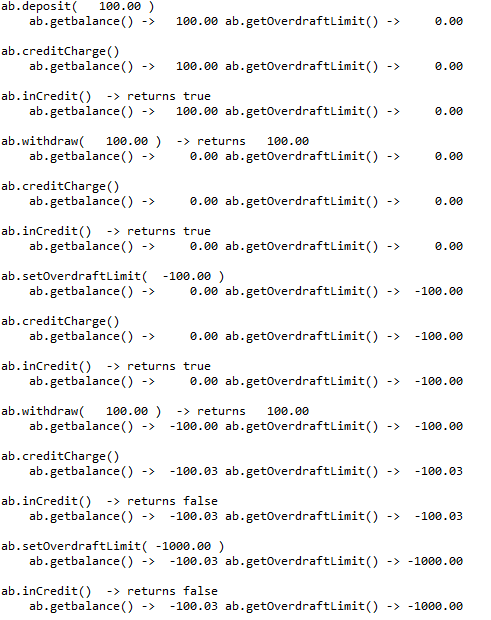 ab.deposit(   100.00 )
    ab.getbalance() ->   100.00 ab.getOverdraftLimit() ->     0.00
ab.creditCharge()
    ab.getbalance() ->   100.00 ab.getOverdraftLimit() ->     0.00
ab.inCredit()  -> returns true
    ab.getbalance() ->   100.00 ab.getOverdraftLimit() ->     0.00
ab.withdraw(   100.00 )  -> returns   100.00
    ab.getbalance() ->     0.00 ab.getOverdraftLimit() ->     0.00
ab.creditCharge()
    ab.getbalance() ->     0.00 ab.getOverdraftLimit() ->     0.00
ab.inCredit()  -> returns true
    ab.getbalance() ->     0.00 ab.getOverdraftLimit() ->     0.00
ab.setOverdraftLimit(  -100.00 )
    ab.getbalance() ->     0.00 ab.getOverdraftLimit() ->  -100.00
ab.creditCharge()
    ab.getbalance() ->     0.00 ab.getOverdraftLimit() ->  -100.00
ab.inCredit()  -> returns true
    ab.getbalance() ->     0.00 ab.getOverdraftLimit() ->  -100.00
ab.withdraw(   100.00 )  -> returns   100.00
    ab.getbalance() ->  -100.00 ab.getOverdraftLimit() ->  -100.00
ab.creditCharge()
    ab.getbalance() ->  -100.03 ab.getOverdraftLimit() ->  -100.03
ab.inCredit()  -> returns false
    ab.getbalance() ->  -100.03 ab.getOverdraftLimit() ->  -100.03
ab.setOverdraftLimit( -1000.00 )
    ab.getbalance() ->  -100.03 ab.getOverdraftLimit() -> -1000.00
ab.inCredit()  -> returns false
    ab.getbalance() ->  -100.03 ab.getOverdraftLimit() -> -1000.00